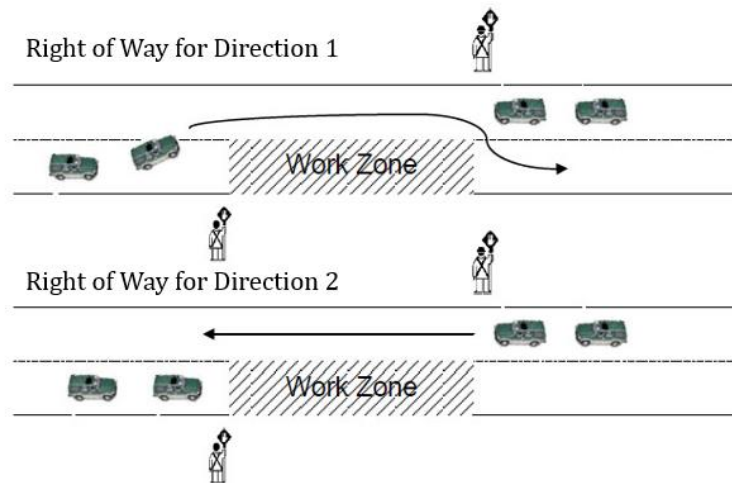 Right of Way for Direction 1
Work Zone
Right of Way for Direction 2
Work Zone